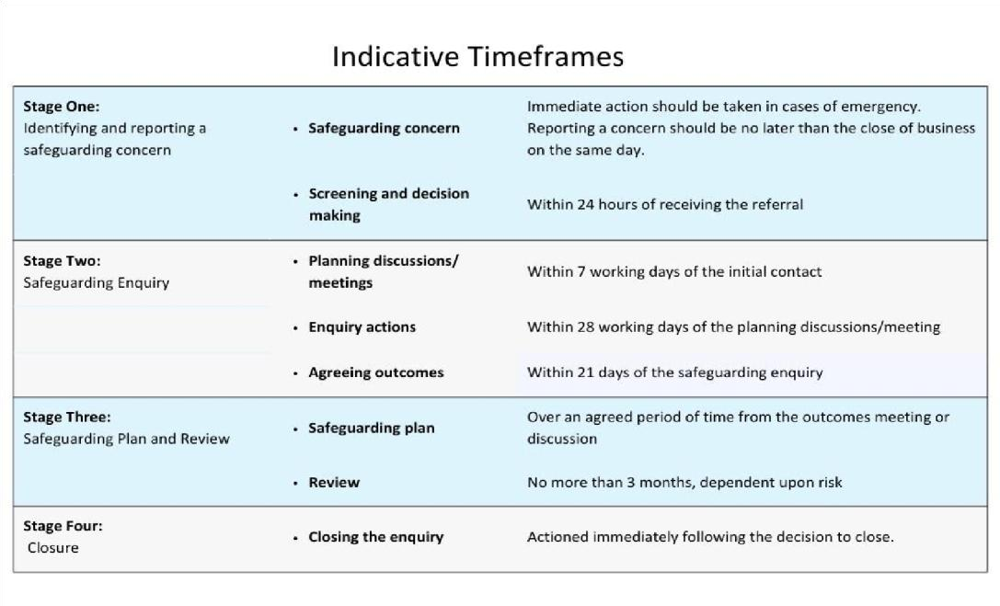 Indicative Timeframes
Stage One:
Identifying and reporting a
safeguarding concern
• Safeguarding concern
Immediate action should be taken in cases of emergency.
Reporting a concern should be no later than the close of business
on the same day.
• Screening and decision
making
Within 24 hours of receiving the referral
Stage Two:
Safeguarding Enquiry
• Planning discussions/
meetings
Within 7 working days of the initial contact
• Enquiry actions
Within 28 working days of the planning discussions/meeting
• Agreeing outcomes
Within 21 days of the safeguarding enquiry
Stage Three:
Safeguarding Plan and Review
• Safeguarding plan
Over an agreed period of time from the outcomes meeting or
discussion
• Review
No more than 3 months, dependent upon risk
Stage Four:
Closure
• Closing the enquiry
Actioned immediately following the decision to close.